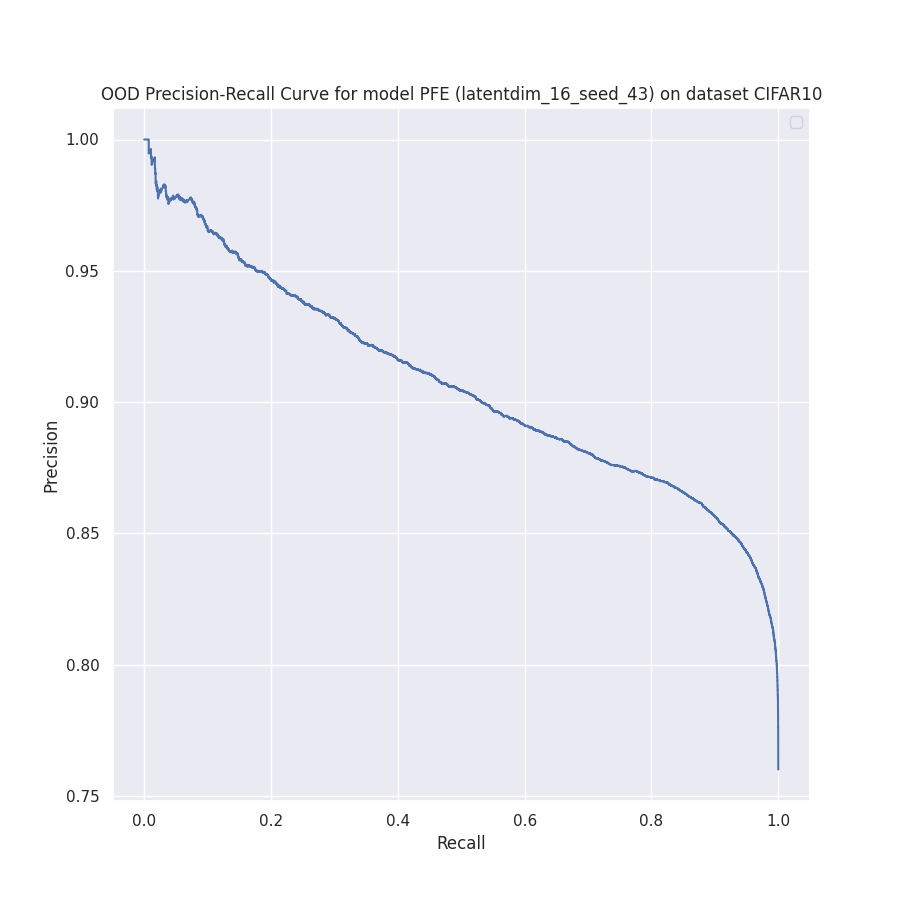 OOD Precision-Recall Curve for model PFE (latentdim_16_seed_43) on dataset CIFAR10
1.00
0.95
0.90
0.85
0.80
0.75
Precision
0.0 0.2 0.4 0.6 0.8 1.0
Recall